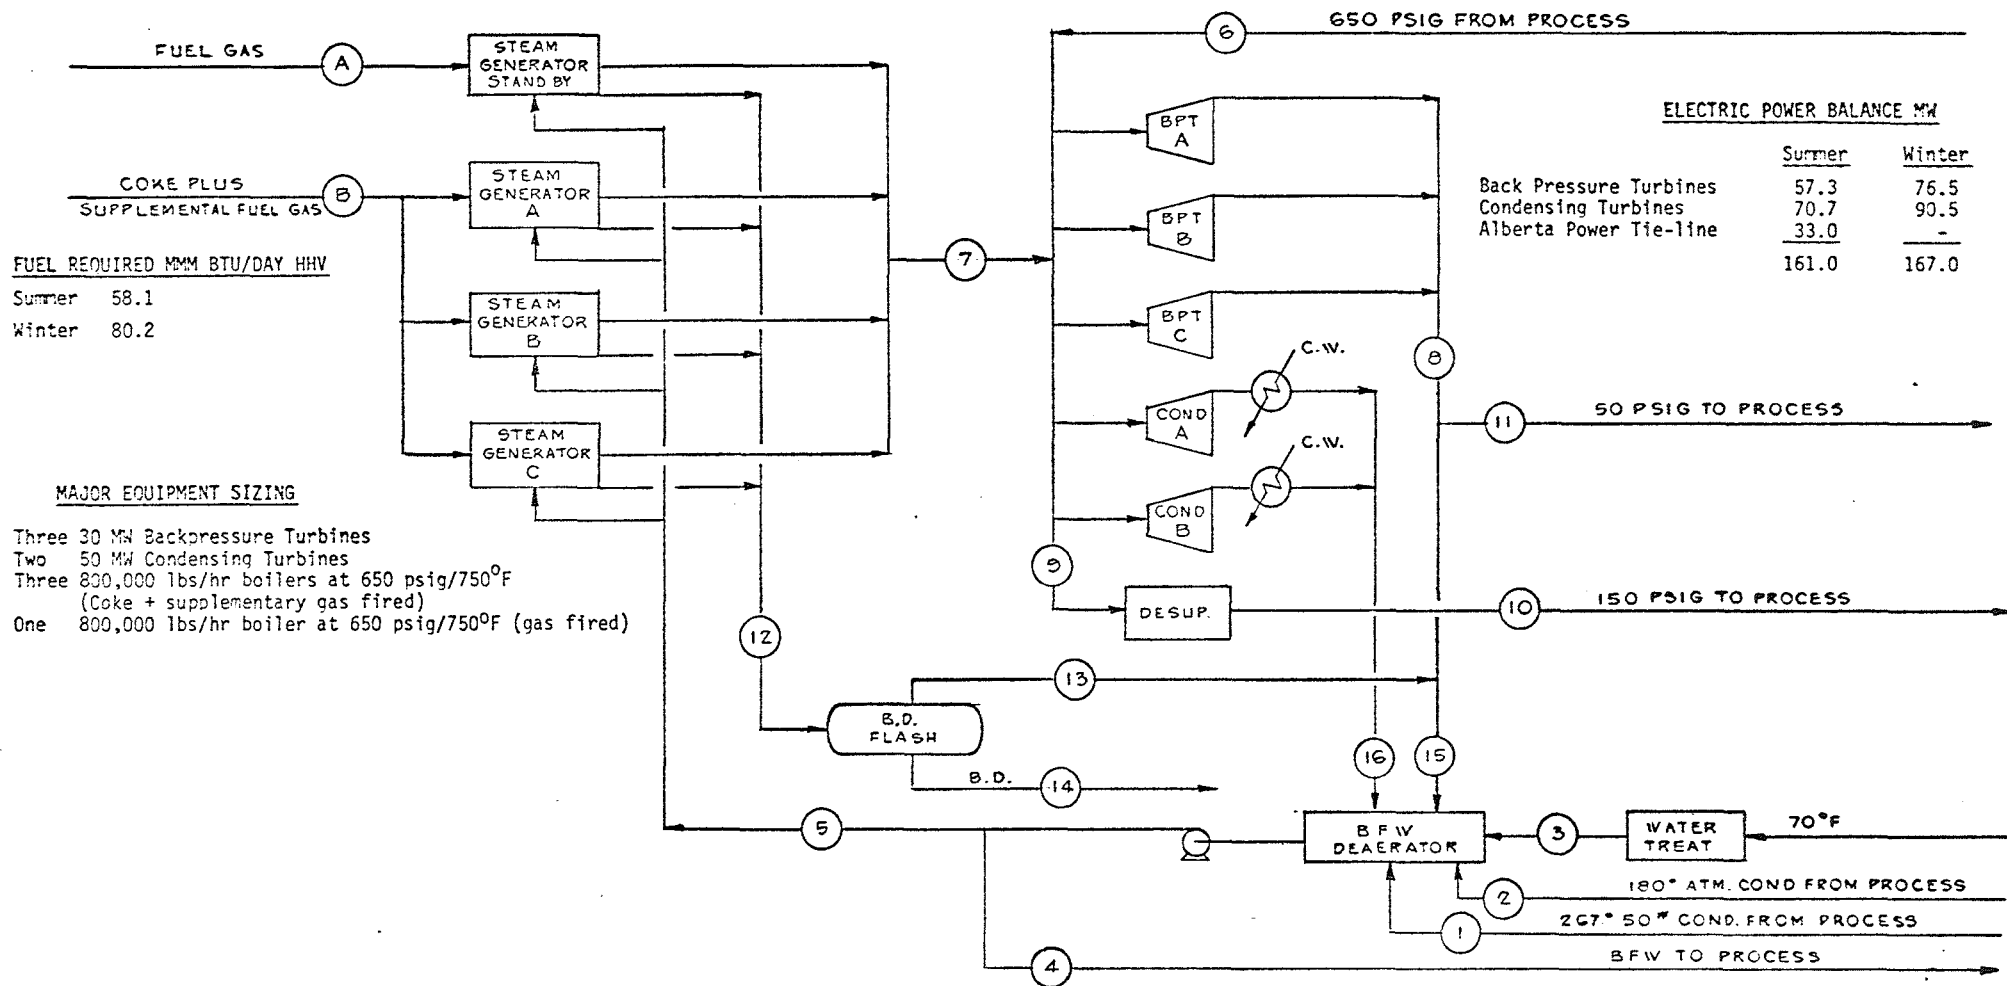 FUEL GAS
A
STEAM
GENERATOR
STAND BY
COKE PLUS
SUPPLEMENTAL FUEL GAS
B
STEAM
GENERATOR
A
FUEL REQUIRED MMM BTU/DAY HHV
Summer 58.1
Winter 80.2
STEAM
GENERATOR
B
STEAM
GENERATOR
C
MAJOR EQUIPMENT SIZING
Three 30 MW Backpressure Turbines
Two 50 MW Condensing Turbines
Three 800,000 lbs/hr boilers at 650 psig/750°F
(Coke + supplementary gas fired)
One 800,000 lbs/hr boiler at 650 psig/750°F (gas fired)
7
6
650 PSIG FROM PROCESS
BPT
A
BPT
B
BPT
C
COND
A
C.W.
COND
B
C.W.
8
ELECTRIC POWER BALANCE MW
Summer Winter
Back Pressure Turbines 57.3 76.5
Condensing Turbines 70.7 90.5
Alberta Power Tie-line 33.0 -
161.0 167.0
11
50 PSIG TO PROCESS
9
DESUP.
10
150 PSIG TO PROCESS
12
13
B.D.
FLASH
B.D.
14
16
15
5
BFW
DEAERATOR
3
WATER
TREAT
70°F
2
180° ATM. COND FROM PROCESS
1
267.° 50# COND. FROM PROCESS
4
BFW TO PROCESS